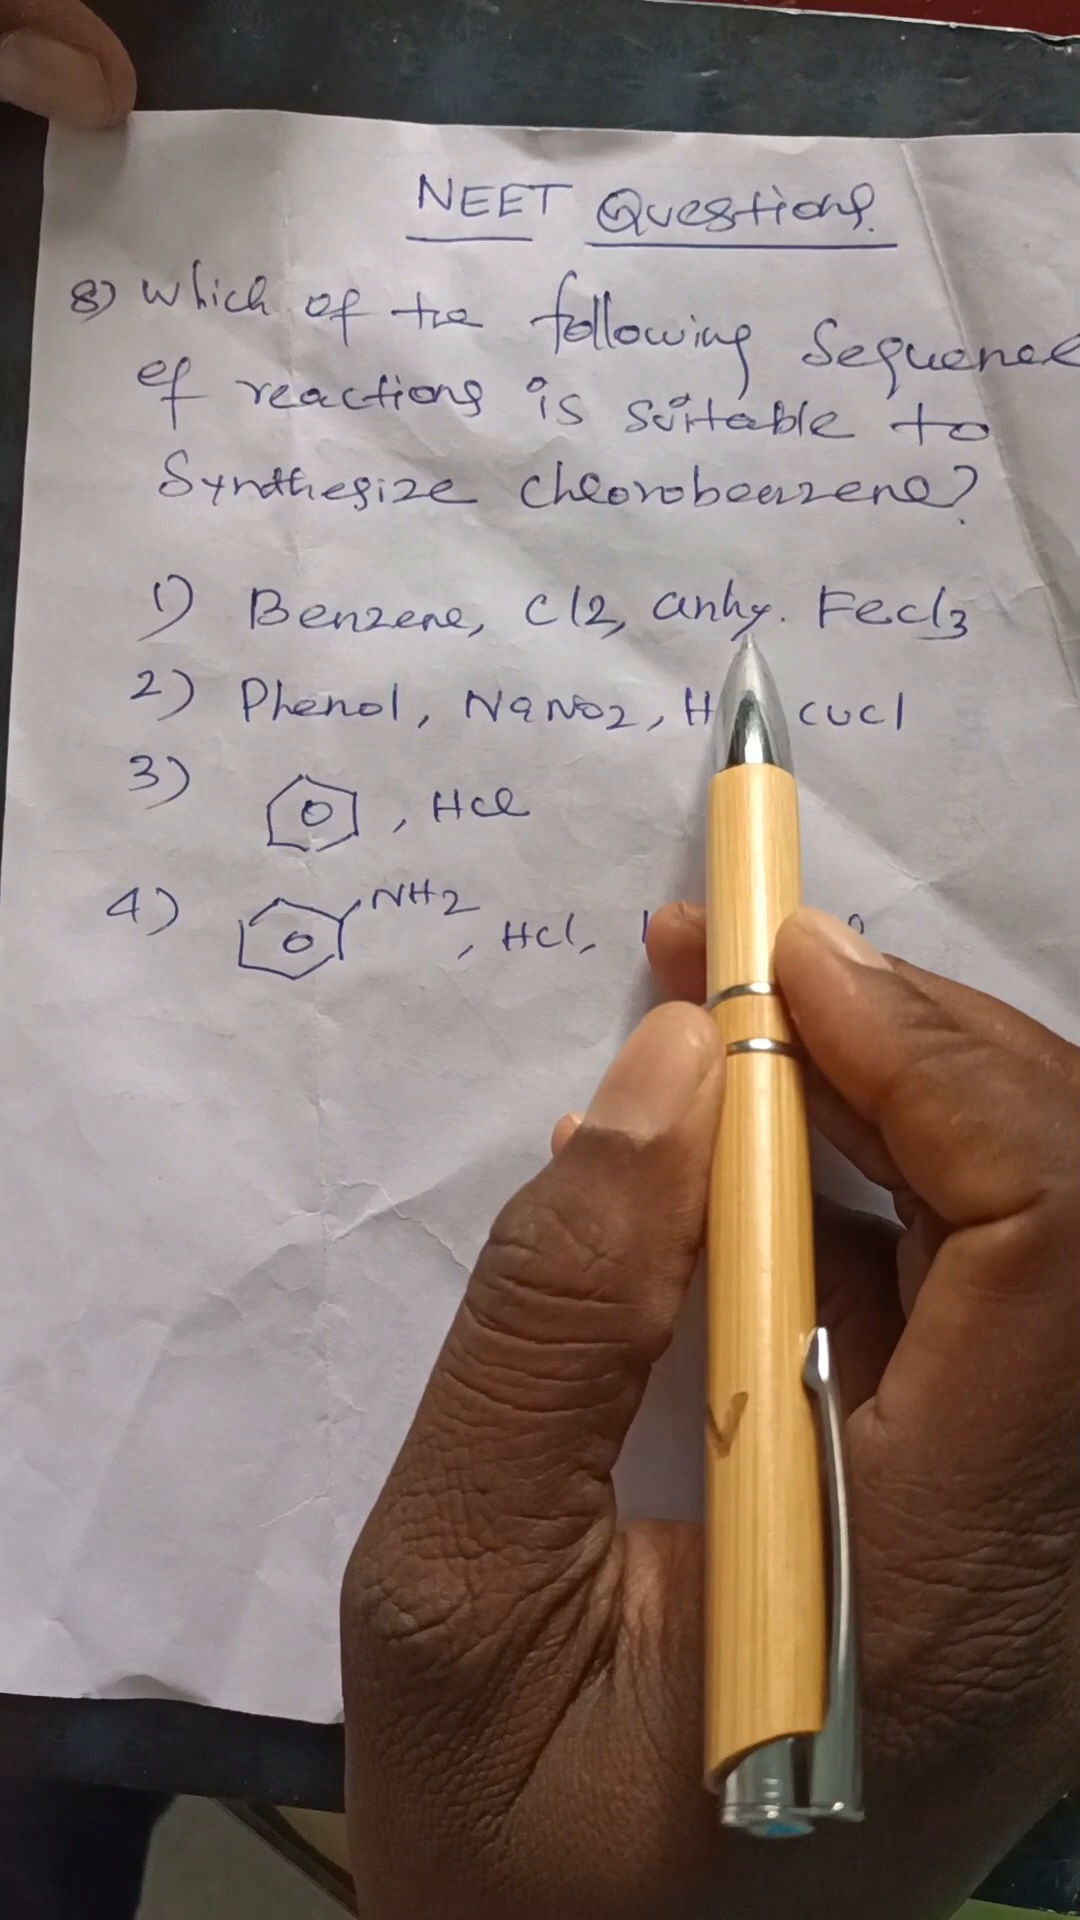 NEET Questions.
8) Which of the following Sequence
of reactions is suitable to
Synthesize chlorobenzene?
1) Benzene, Cl2, anhy. FeCl3
2) Phenol, NaNO2, CuCl
3) , HCl
4) NH2, HCl,